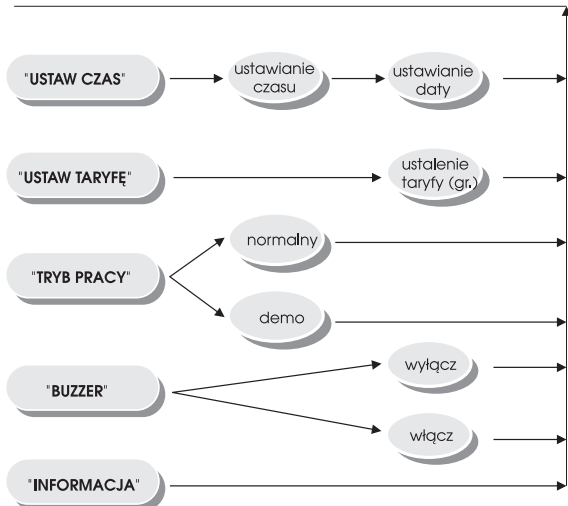 "USTAW CZAS"
ustawianie
czasu
ustawianie
daty
"USTAW TARYFĘ"
ustalenie
taryfy (gr.)
"TRYB PRACY"
normalny
demo
"BUZZER"
wyłącz
włącz
"INFORMACJA"